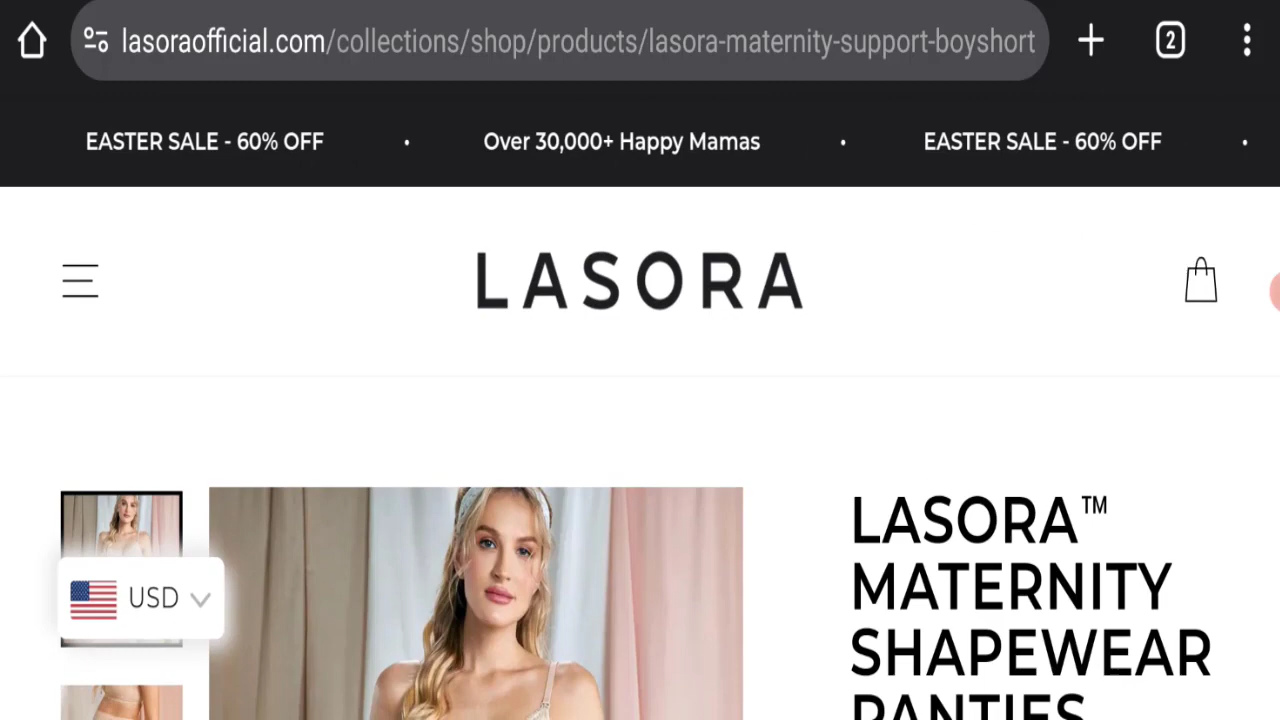 lasoraofficial.com/collections/shop/products/lasora-maternity-support-boyshort
2
EASTER SALE - 60% OFF • Over 30,000+ Happy Mamas • EASTER SALE - 60% OFF •
LASORA
LASORA™
MATERNITY
SHAPEWEAR
PANTIES
USD